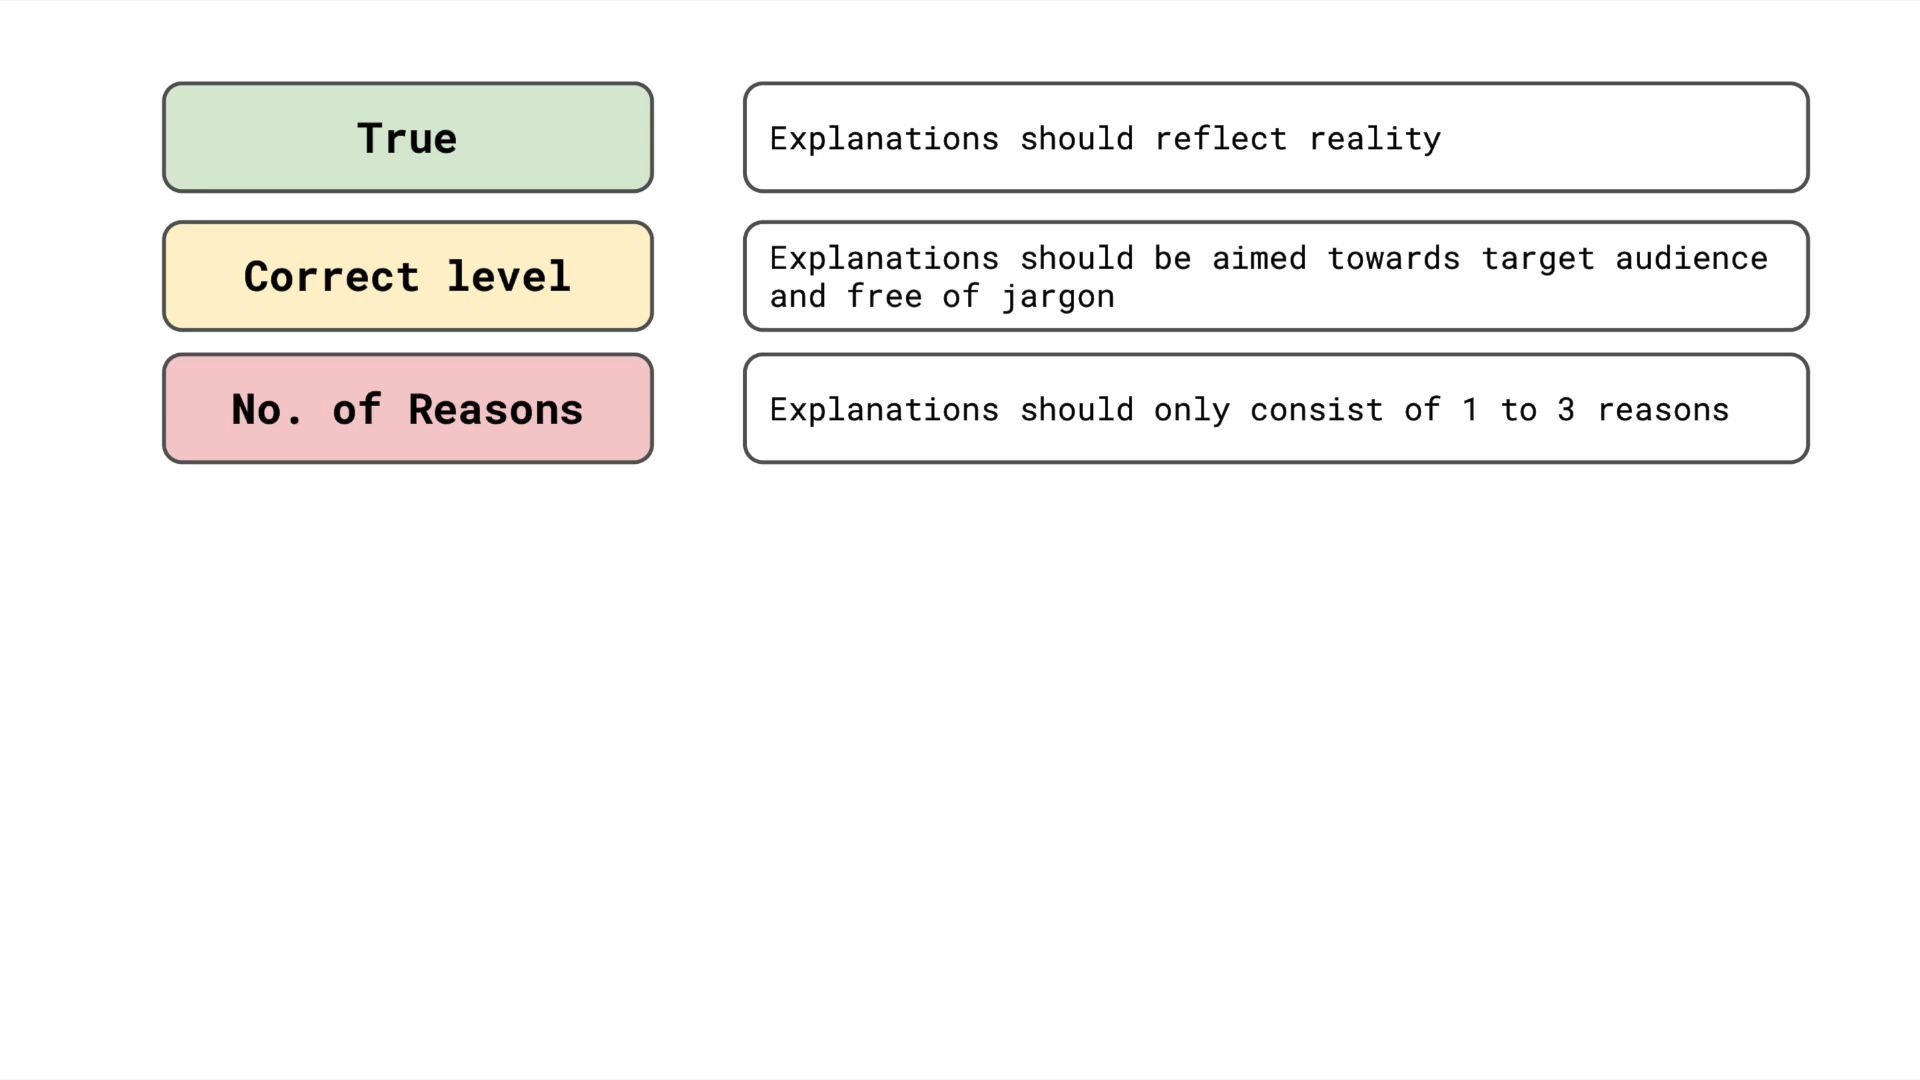 True
Explanations should reflect reality
Correct level
Explanations should be aimed towards target audience
and free of jargon
No. of Reasons
Explanations should only consist of 1 to 3 reasons